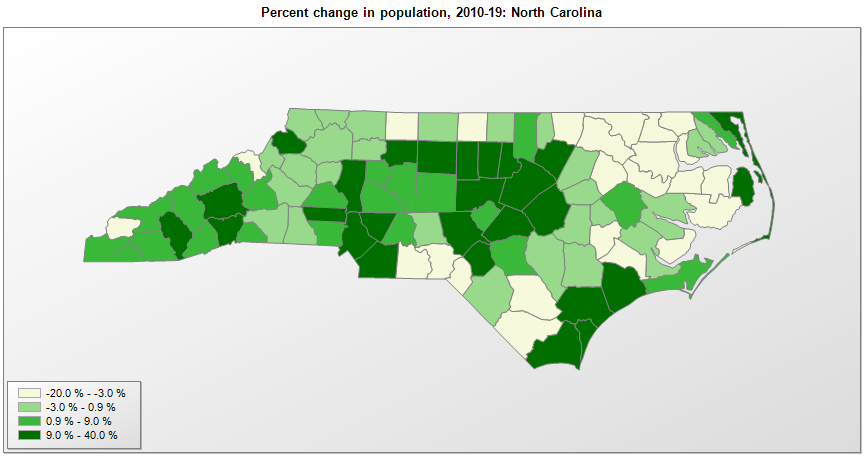 Percent change in population, 2010-19: North Carolina
-20.0 % - -3.0 %
-3.0 % - 0.9 %
0.9 % - 9.0 %
9.0 % - 40.0 %